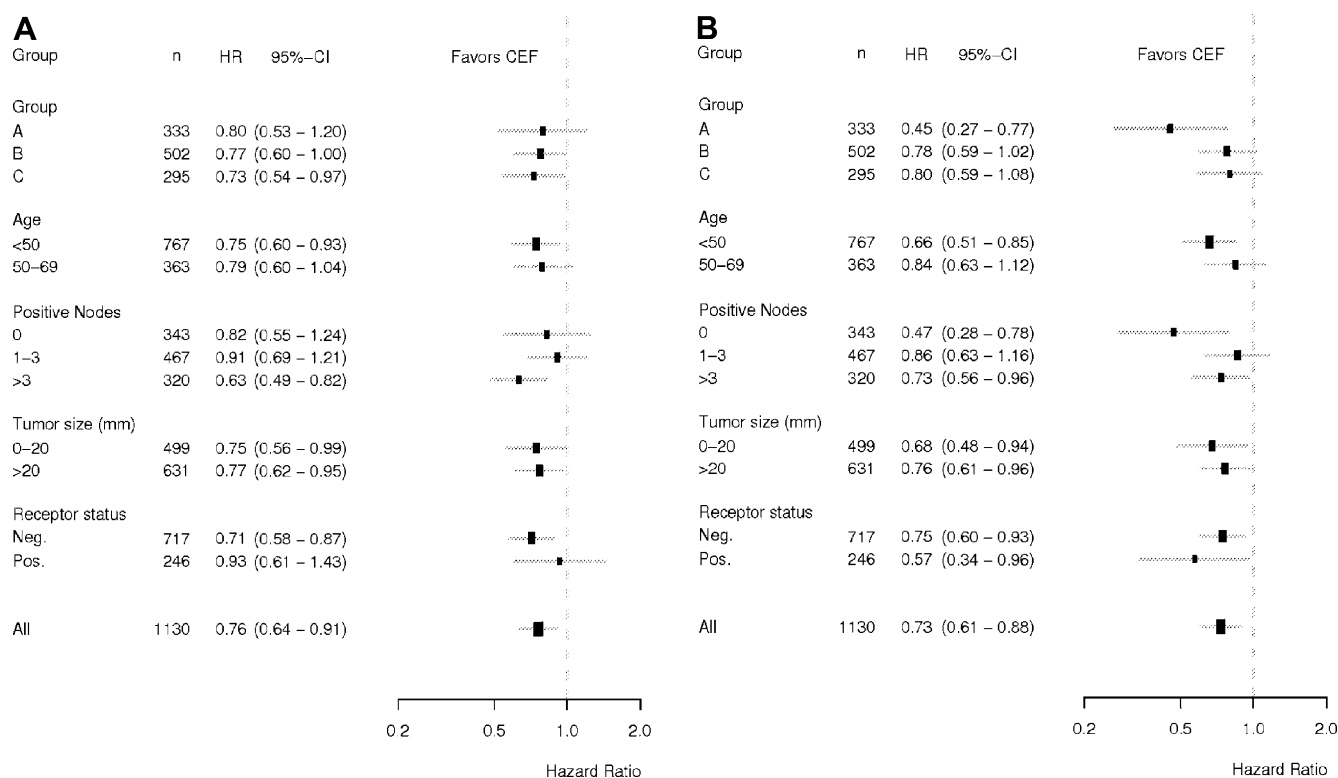 A
Group n HR 95%–CI Favors CEF
Group
A 333 0.80 (0.53 – 1.20)
B 502 0.77 (0.60 – 1.00)
C 295 0.73 (0.54 – 0.97)
Age
<50 767 0.75 (0.60 – 0.93)
50–69 363 0.79 (0.60 – 1.04)
Positive Nodes
0 343 0.82 (0.55 – 1.24)
1–3 467 0.91 (0.69 – 1.21)
>3 320 0.63 (0.49 – 0.82)
Tumor size (mm)
0–20 499 0.75 (0.56 – 0.99)
>20 631 0.77 (0.62 – 0.95)
Receptor status
Neg. 717 0.71 (0.58 – 0.87)
Pos. 246 0.93 (0.61 – 1.43)
All 1130 0.76 (0.64 – 0.91)
0.2 0.5 1.0 2.0
Hazard Ratio
B
Group n HR 95%–CI Favors CEF
Group
A 333 0.45 (0.27 – 0.77)
B 502 0.78 (0.59 – 1.02)
C 295 0.80 (0.59 – 1.08)
Age
<50 767 0.66 (0.51 – 0.85)
50–69 363 0.84 (0.63 – 1.12)
Positive Nodes
0 343 0.47 (0.28 – 0.78)
1–3 467 0.86 (0.63 – 1.16)
>3 320 0.73 (0.56 – 0.96)
Tumor size (mm)
0–20 499 0.68 (0.48 – 0.94)
>20 631 0.76 (0.61 – 0.96)
Receptor status
Neg. 717 0.75 (0.60 – 0.93)
Pos. 246 0.57 (0.34 – 0.96)
All 1130 0.73 (0.61 – 0.88)
0.2 0.5 1.0 2.0
Hazard Ratio